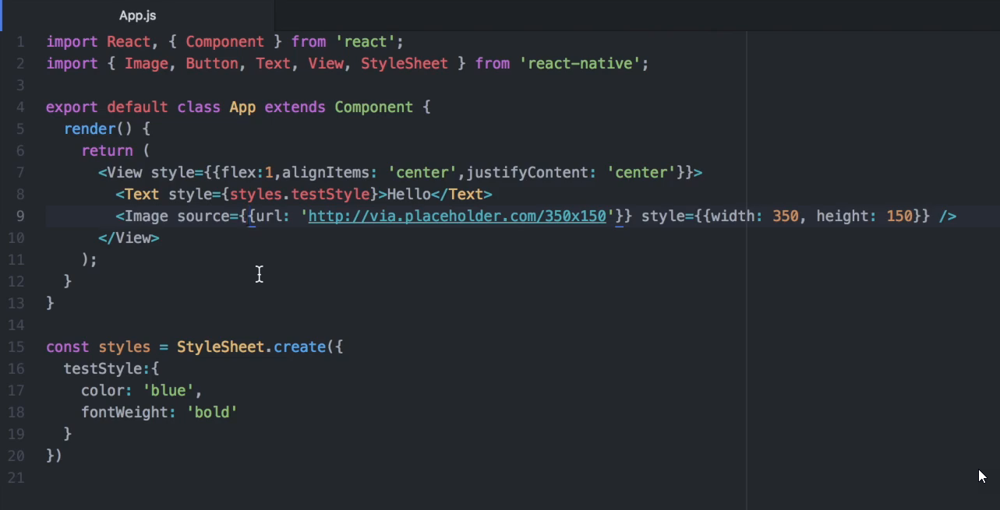 App.js
1 import React, { Component } from 'react';
2 import { Image, Button, Text, View, StyleSheet } from 'react-native';
3
4 export default class App extends Component {
5   render() {
6     return (
7       <View style={{flex:1,alignItems: 'center',justifyContent: 'center'}}>
8         <Text style={styles.testStyle}>Hello</Text>
9         <Image source={{url: 'http://via.placeholder.com/350x150'}} style={{width: 350, height: 150}} />
10       </View>
11     );
12   }
13 }
14
15 const styles = StyleSheet.create({
16   testStyle:{
17     color: 'blue',
18     fontWeight: 'bold'
19   }
20 })
21